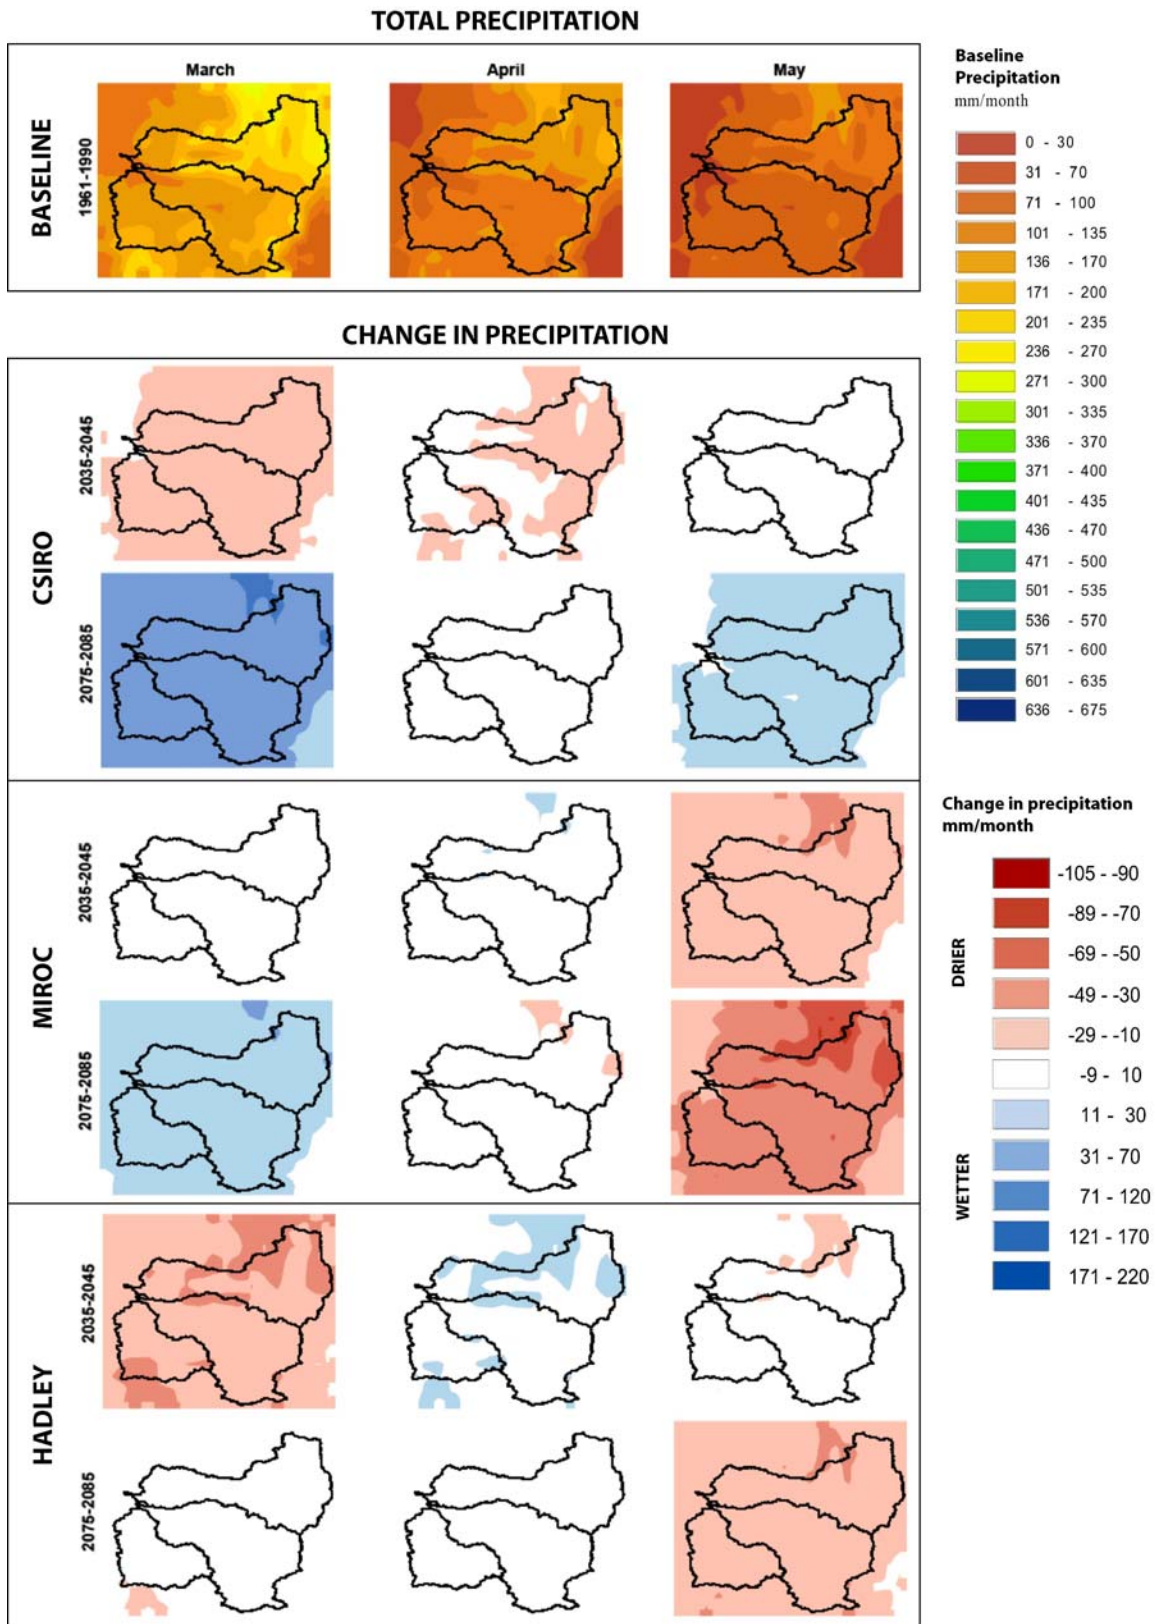 TOTAL PRECIPITATION
March
April
May
BASELINE
1961-1990
Baseline
Precipitation
mm/month
0 - 30
31 - 70
71 - 100
101 - 135
136 - 170
171 - 200
201 - 235
236 - 270
271 - 300
301 - 335
336 - 370
371 - 400
401 - 435
436 - 470
471 - 500
501 - 535
536 - 570
571 - 600
601 - 635
636 - 675
CHANGE IN PRECIPITATION
CSIRO
2035-2045
2075-2085
MIROC
2035-2045
2075-2085
HADLEY
2035-2045
2075-2085
Change in precipitation
mm/month
DRIER
-105 - -90
-89 - -70
-69 - -50
-49 - -30
-29 - -10
-9 - 10
WETTER
11 - 30
31 - 70
71 - 120
121 - 170
171 - 220